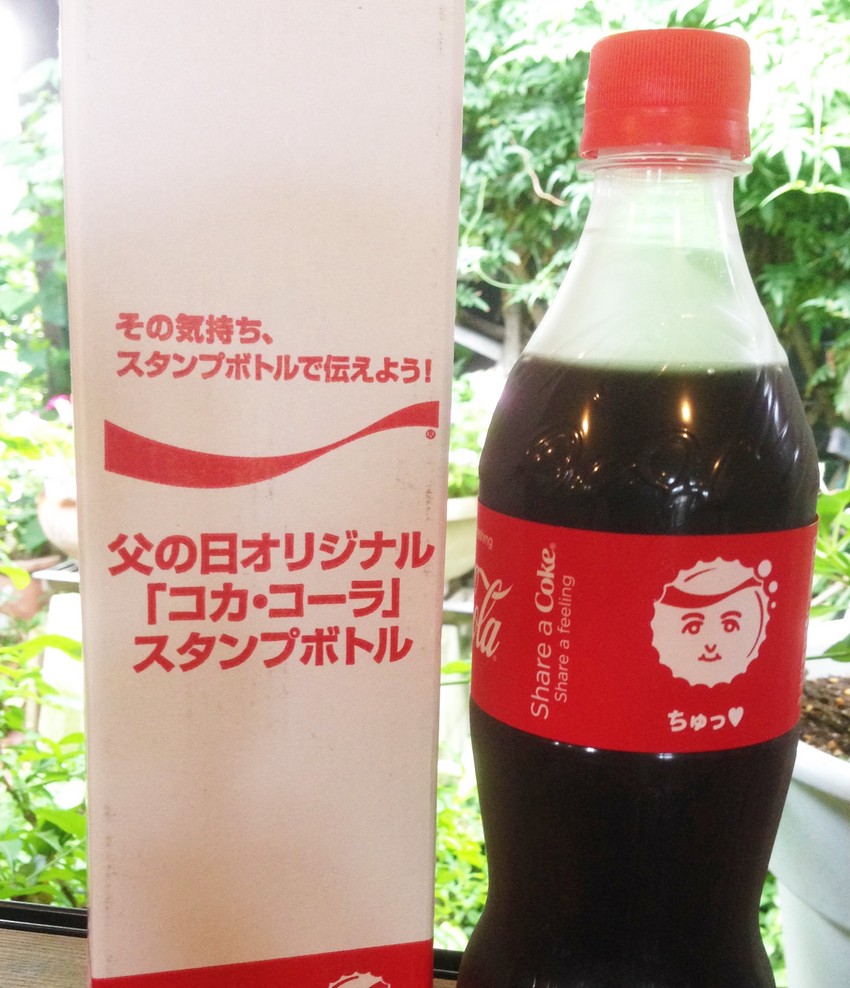 その気持ち、
スタンプボトルで伝えよう!
®
父の日オリジナル
「コカ・コーラ」
スタンプボトル
Share a Coke®
Share a feeling
ちゅっ♥